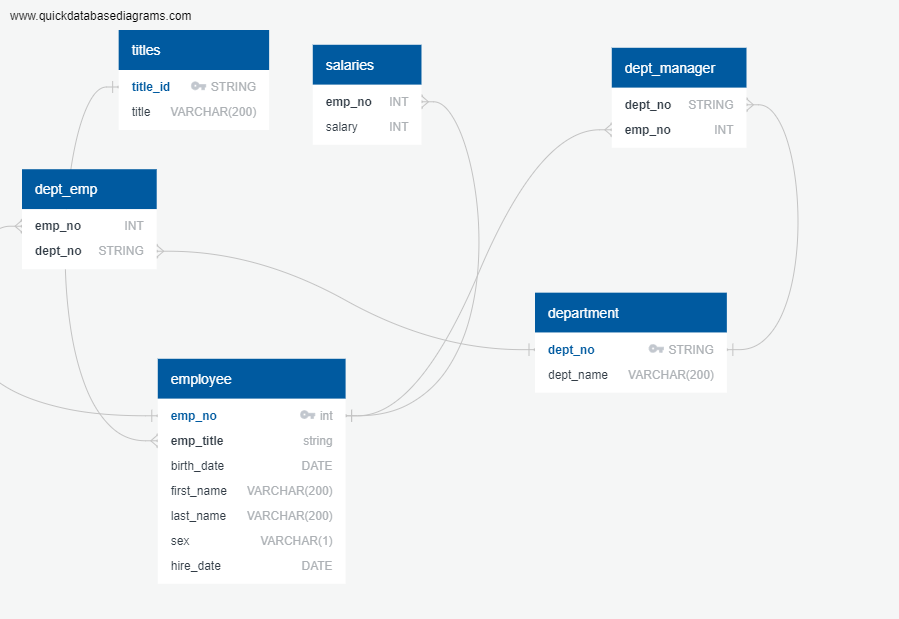 www.quickdatabasediagrams.com
titles
title_id STRING
title VARCHAR(200)
salaries
emp_no INT
salary INT
dept_manager
dept_no STRING
emp_no INT
dept_emp
emp_no INT
dept_no STRING
department
dept_no STRING
dept_name VARCHAR(200)
employee
emp_no int
emp_title string
birth_date DATE
first_name VARCHAR(200)
last_name VARCHAR(200)
sex VARCHAR(1)
hire_date DATE